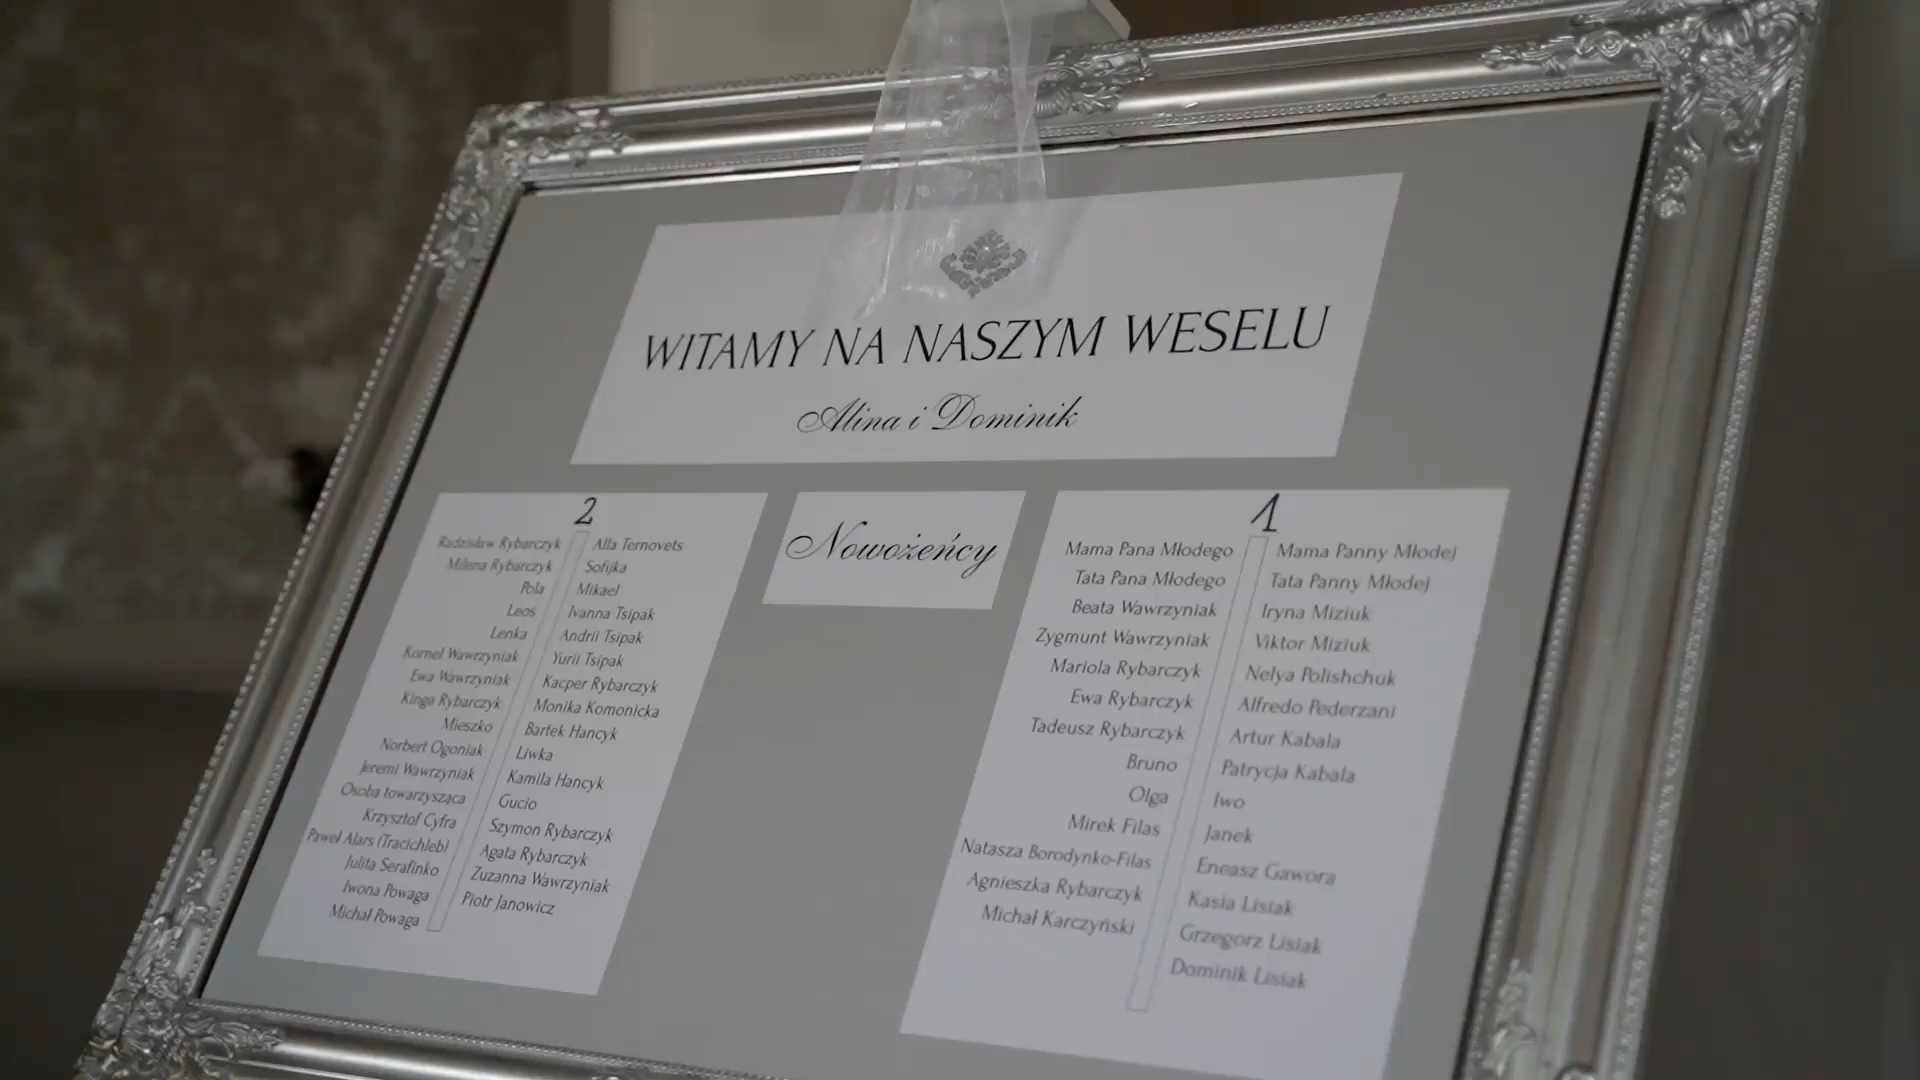 WITAMY NA NASZYM WESELU
Alina i Dominik
2
Radzisław Rybarczyk
Milena Rybarczyk
Pola
Leos
Lenka
Kornel Wawrzyniak
Ewa Wawrzyniak
Kinga Rybarczyk
Mieszko
Norbert Ogoniak
Jeremi Wawrzyniak
Osoba towarzysząca
Krzysztof Cyfra
Paweł Alars (Tracichleb)
Julita Serafinko
Iwona Powaga
Michał Powaga
Alla Ternovets
Sofijka
Mikael
Ivanna Tsipak
Andrii Tsipak
Yurii Tsipak
Kacper Rybarczyk
Monika Komonicka
Bartek Hancyk
Liwka
Kamila Hancyk
Gucio
Szymon Rybarczyk
Agata Rybarczyk
Zuzanna Wawrzyniak
Piotr Janowicz
Nowożeńcy
1
Mama Pana Młodego
Tata Pana Młodego
Beata Wawrzyniak
Zygmunt Wawrzyniak
Mariola Rybarczyk
Ewa Rybarczyk
Tadeusz Rybarczyk
Bruno
Olga
Mirek Filas
Natasza Borodynko-Filas
Agnieszka Rybarczyk
Michał Karczyński
Mama Panny Młodej
Tata Panny Młodej
Iryna Miziuk
Viktor Miziuk
Nelya Polishchuk
Alfredo Pederzani
Artur Kabala
Patrycja Kabala
Iwo
Janek
Eneasz Gawora
Kasia Lisiak
Grzegorz Lisiak
Dominik Lisiak